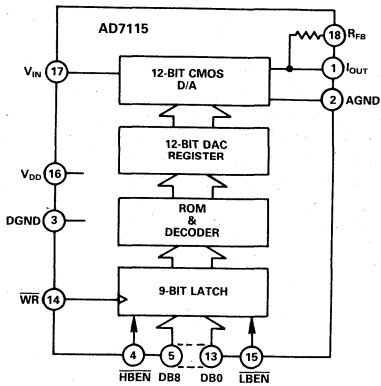 AD7115
18
RFB
VIN
17
12-BIT CMOS
D/A
1
IOUT
2
AGND
12-BIT DAC
REGISTER
VDD
16
DGND
3
ROM
&
DECODER
WR
14
9-BIT LATCH
4
5
13
15
HBEN
DB8
DB0
LBEN